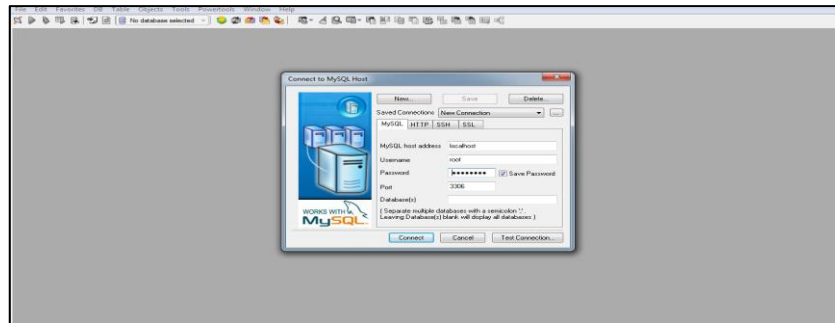 File Edit Favorites DB Table Objects Tools Powertools Window Help
No database selected
Connect to MySQL Host
New... Save Delete...
Saved Connections New Connection ...
MySQL HTTP SSH SSL
MySQL host address localhost
Username root
Password •••••••• Save Password
Port 3306
Database(s)
( Separate multiple databases with a semicolon ';'.
Leaving Database(s) blank will display all databases )
WORKS WITH
MySQL
Connect Cancel Test Connection...